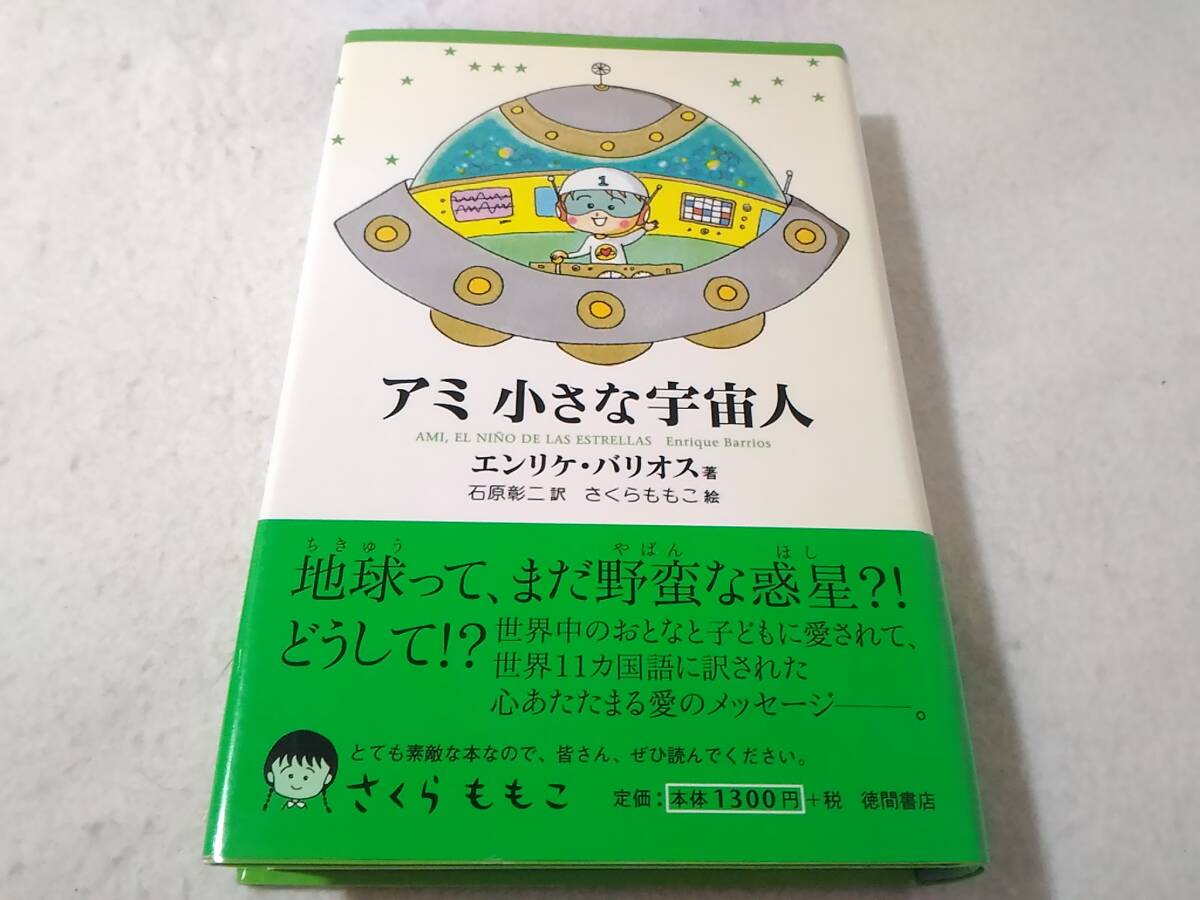 1
アミ 小さな宇宙人
AMI, EL NIÑO DE LAS ESTRELLAS Enrique Barrios
エンリケ・バリオス 著
石原彰二 訳 さくらももこ 絵
ちきゅう やばん ほし
地球って、まだ野蛮な惑星?!
どうして!?
世界中のおとなと子どもに愛されて、
世界11カ国語に訳された
心あたたまる愛のメッセージ――。
とても素敵な本なので、皆さん、ぜひ読んでください。
さくらももこ
定価:本体1300円+税 徳間書店